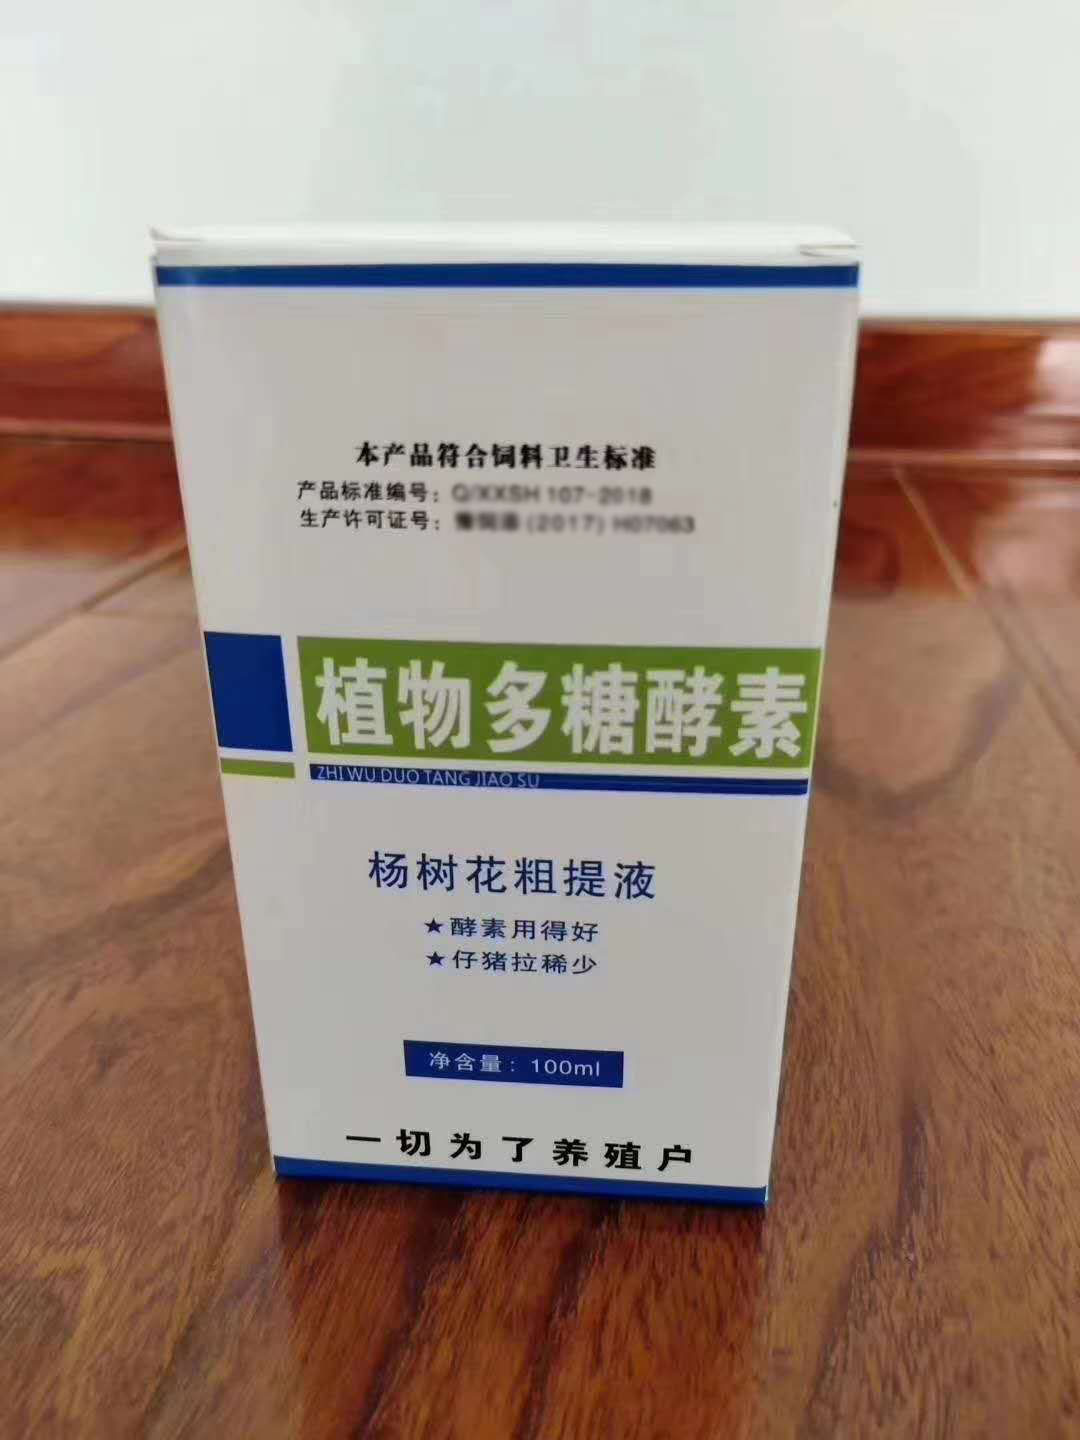 本产品符合饲料卫生标准
产品标准编号：Q/XXSH 107-2018
生产许可证号： (2017) H07063
植物多糖酵素
ZHI WU DUO TANG JIAO SU
杨树花粗提液
★酵素用得好
★仔猪拉稀少
净含量：100ml
一切为了养殖户